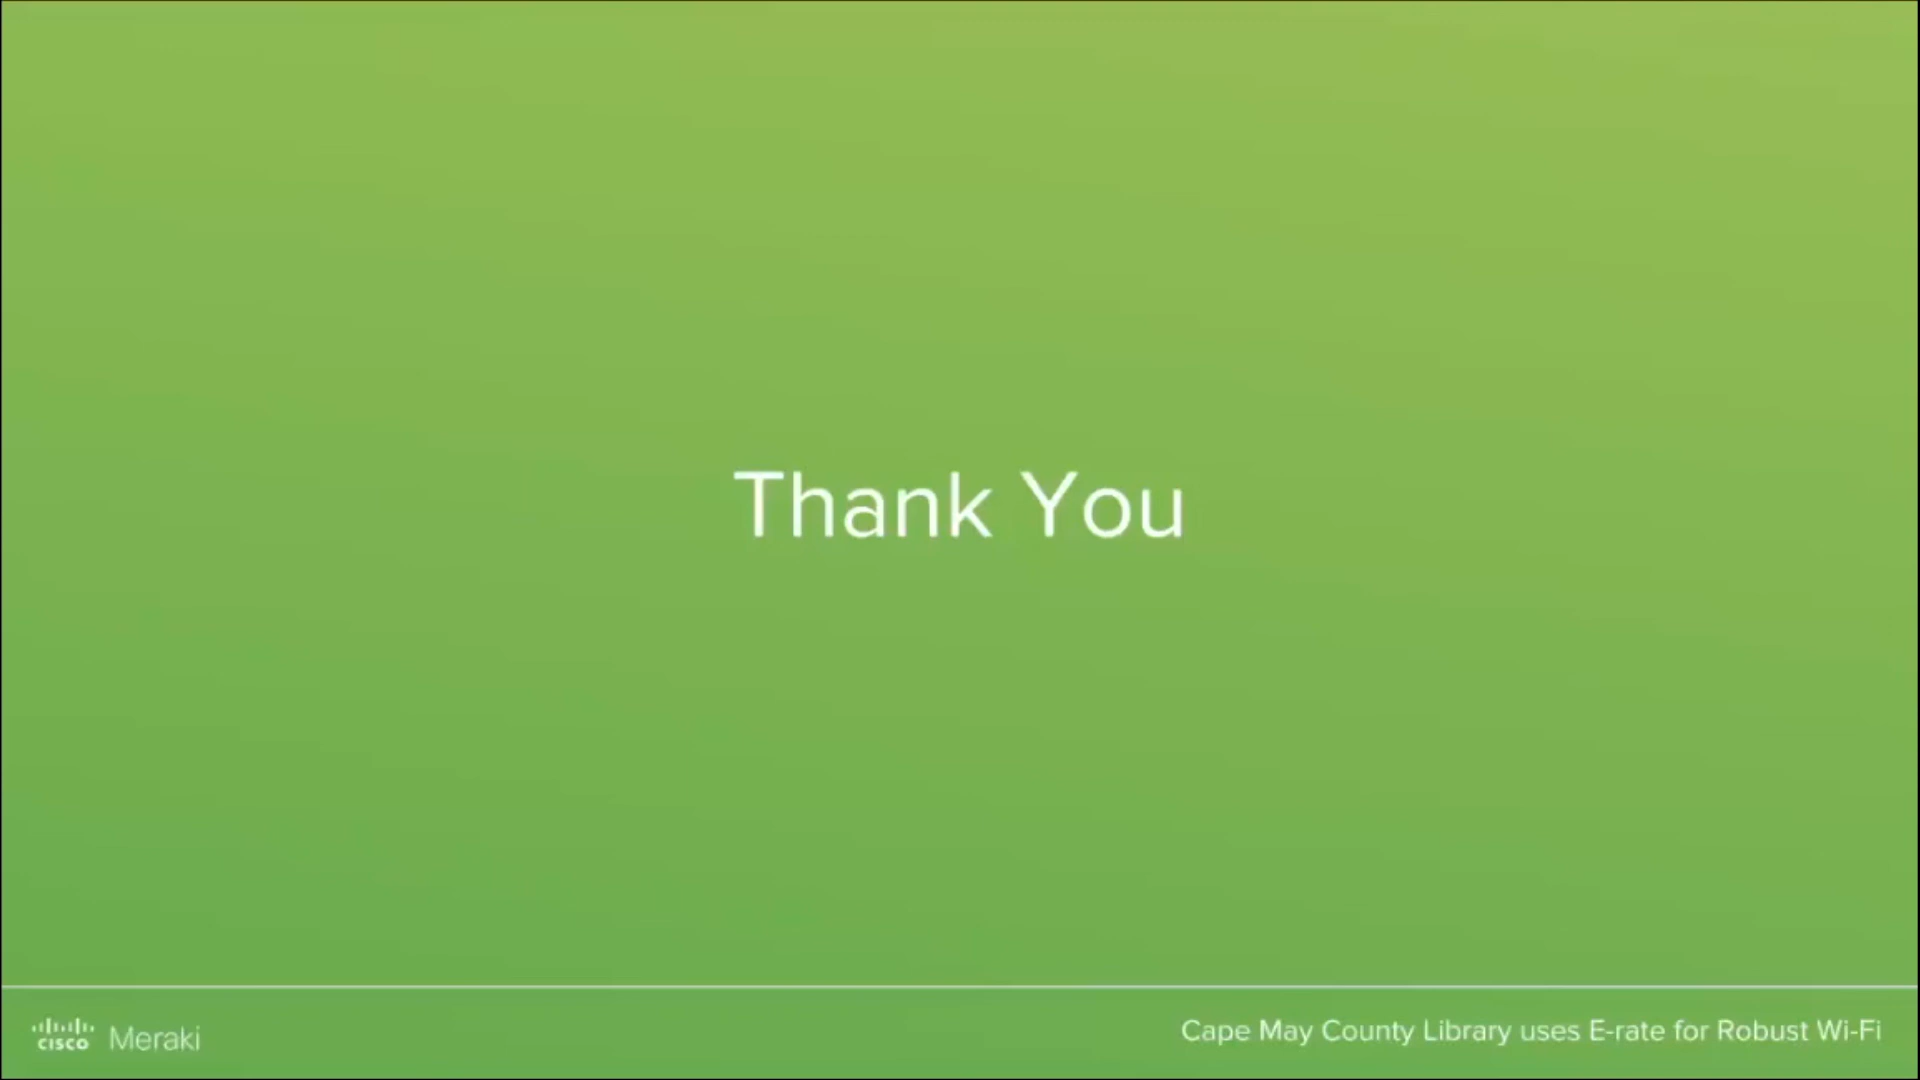 Thank You
cisco Meraki
Cape May County Library uses E-rate for Robust Wi-Fi